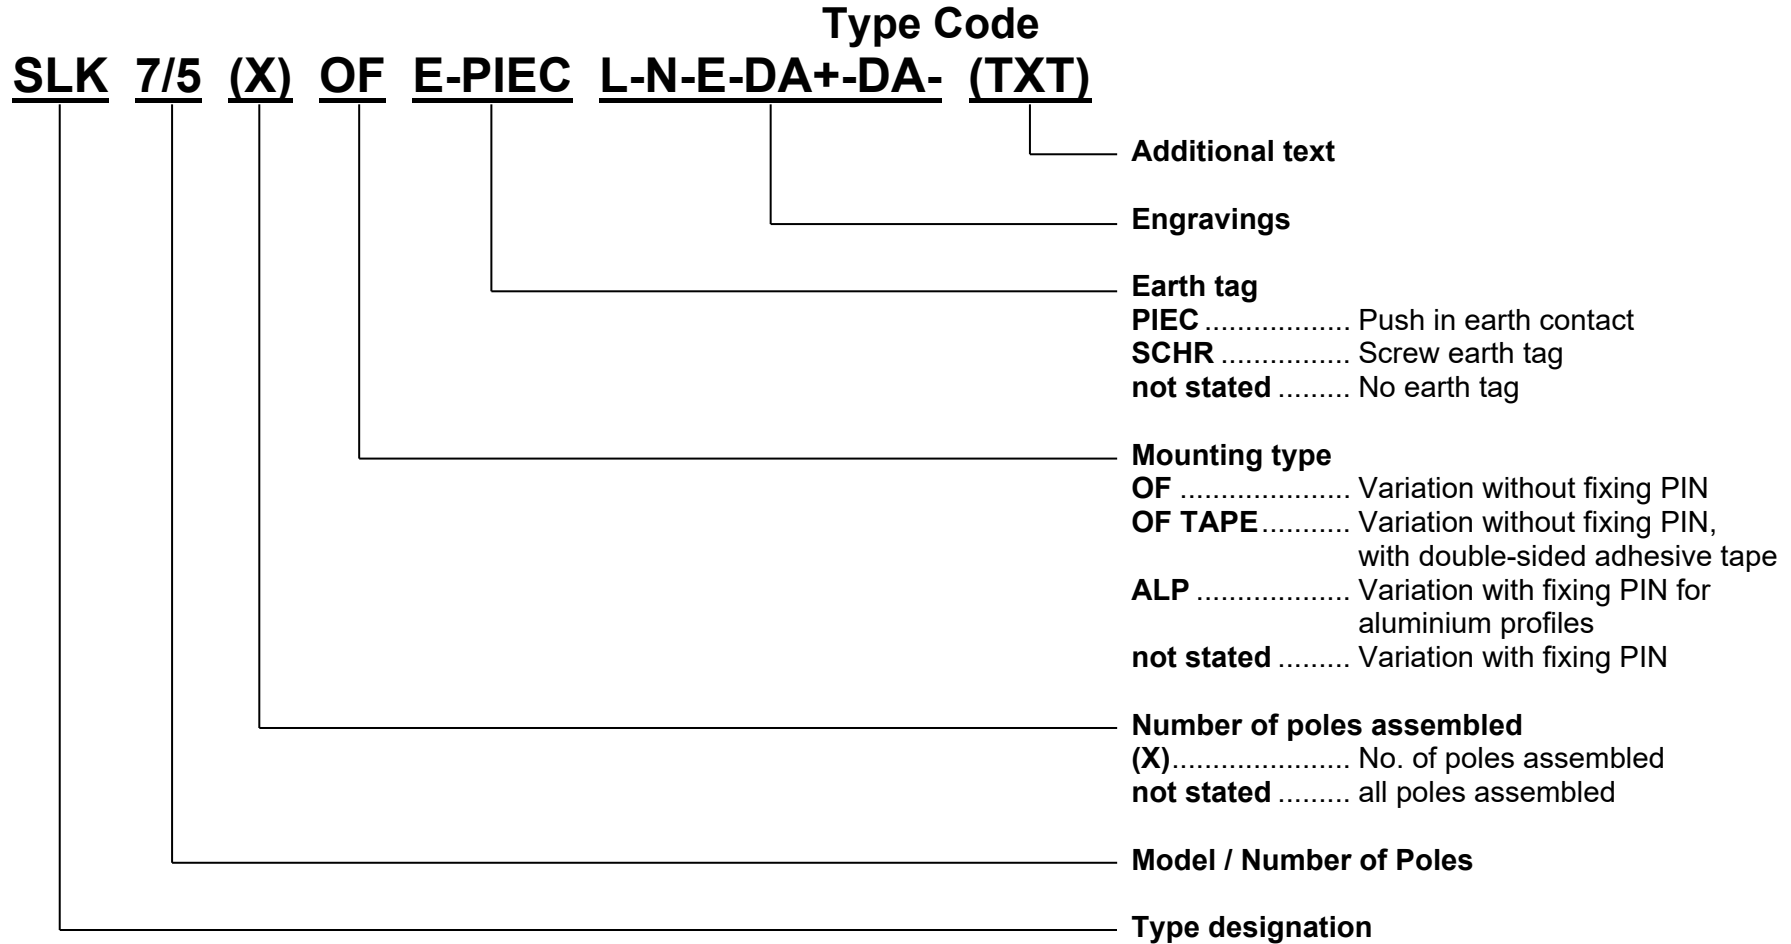 Type Code
SLK 7/5 (X) OF E-PIEC L-N-E-DA+-DA- (TXT)
Additional text
Engravings
Earth tag
PIEC .................. Push in earth contact
SCHR ................ Screw earth tag
not stated ......... No earth tag
Mounting type
OF ..................... Variation without fixing PIN
OF TAPE........... Variation without fixing PIN,
with double-sided adhesive tape
ALP ................... Variation with fixing PIN for
aluminium profiles
not stated ......... Variation with fixing PIN
Number of poles assembled
(X)...................... No. of poles assembled
not stated ......... all poles assembled
Model / Number of Poles
Type designation